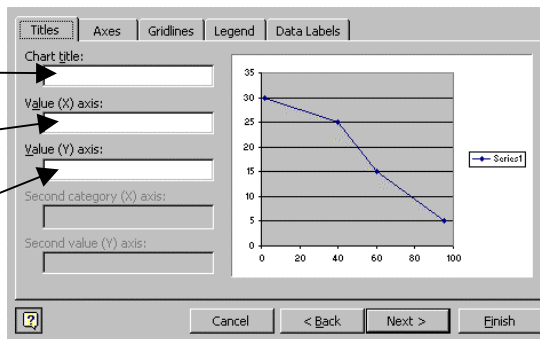 Titles Axes Gridlines Legend Data Labels
Chart title:
Value (X) axis:
Value (Y) axis:
Second category (X) axis:
Second value (Y) axis:
35
30
25
20
15
10
5
0
0 20 40 60 80 100
Series1
Cancel < Back Next > Finish